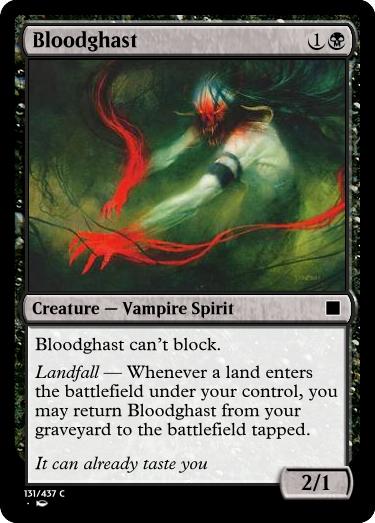 Bloodghast 1
Creature — Vampire Spirit
Bloodghast can't block.
Landfall — Whenever a land enters
the battlefield under your control, you
may return Bloodghast from your
graveyard to the battlefield tapped.
It can already taste you
2/1
131/437 C